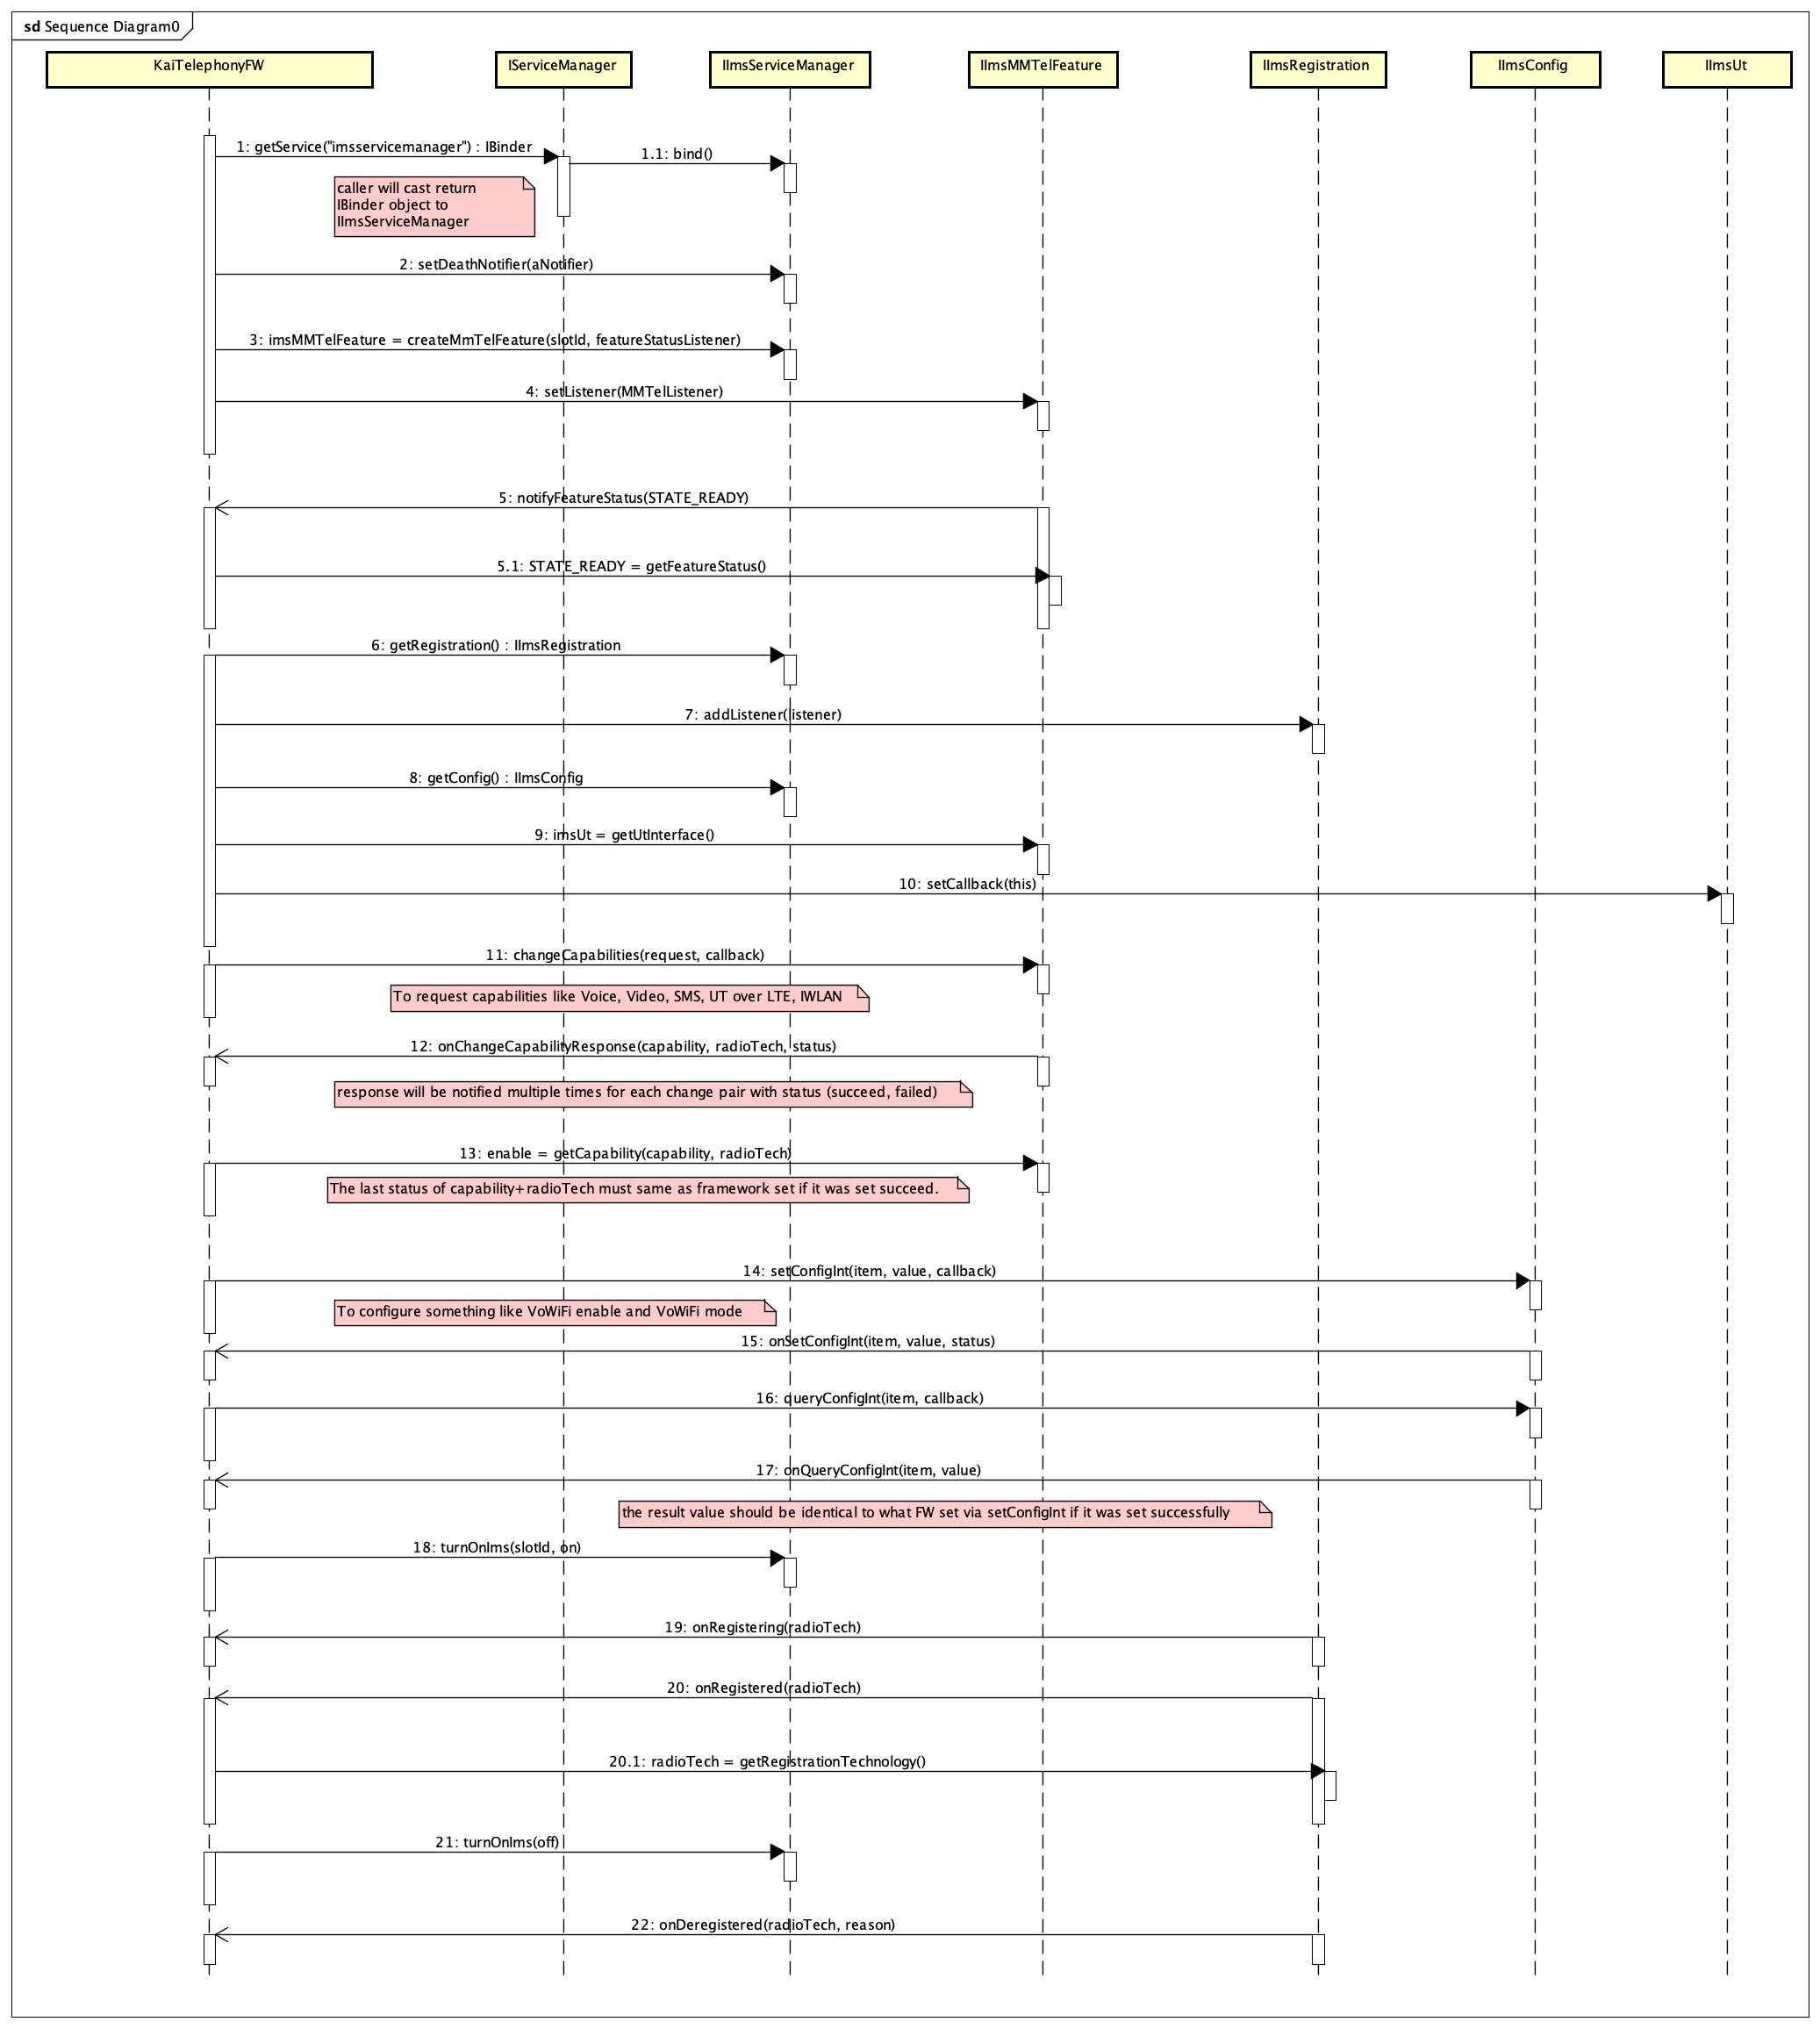 sd Sequence Diagram0
KaiTelephonyFW
IServiceManager
IImsServiceManager
IImsMMTelFeature
IImsRegistration
IImsConfig
IImsUt
1: getService("imsservicemanager") : IBinder
1.1: bind()
caller will cast return
IBinder object to
IImsServiceManager
2: setDeathNotifier(aNotifier)
3: imsMMTelFeature = createMmTelFeature(slotId, featureStatusListener)
4: setListener(MMTelListener)
5: notifyFeatureStatus(STATE_READY)
5.1: STATE_READY = getFeatureStatus()
6: getRegistration() : IImsRegistration
7: addListener(listener)
8: getConfig() : IImsConfig
9: imsUt = getUtInterface()
10: setCallback(this)
11: changeCapabilities(request, callback)
To request capabilities like Voice, Video, SMS, UT over LTE, IWLAN
12: onChangeCapabilityResponse(capability, radioTech, status)
response will be notified multiple times for each change pair with status (succeed, failed)
13: enable = getCapability(capability, radioTech)
The last status of capability+radioTech must same as framework set if it was set succeed.
14: setConfigInt(item, value, callback)
To configure something like VoWiFi enable and VoWiFi mode
15: onSetConfigInt(item, value, status)
16: queryConfigInt(item, callback)
17: onQueryConfigInt(item, value)
the result value should be identical to what FW set via setConfigInt if it was set successfully
18: turnOnIms(slotId, on)
19: onRegistering(radioTech)
20: onRegistered(radioTech)
20.1: radioTech = getRegistrationTechnology()
21: turnOnIms(off)
22: onDeregistered(radioTech, reason)